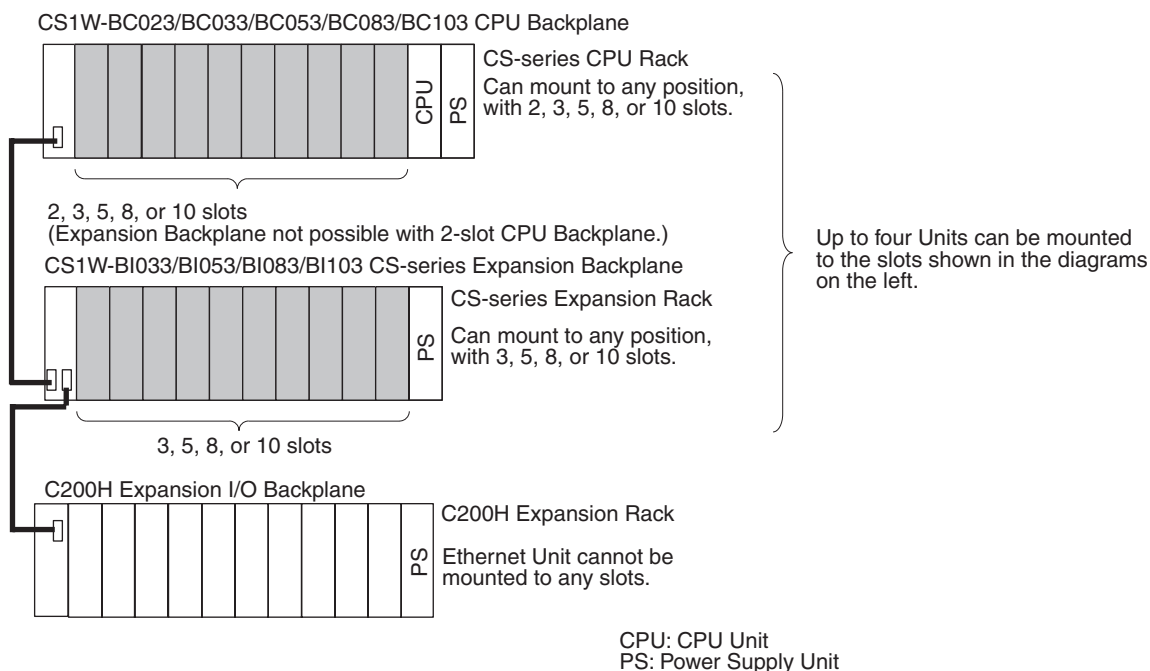 CS1W-BC023/BC033/BC053/BC083/BC103 CPU Backplane
CPU
PS
CS-series CPU Rack
Can mount to any position,
with 2, 3, 5, 8, or 10 slots.
2, 3, 5, 8, or 10 slots
(Expansion Backplane not possible with 2-slot CPU Backplane.)
CS1W-BI033/BI053/BI083/BI103 CS-series Expansion Backplane
PS
CS-series Expansion Rack
Can mount to any position,
with 3, 5, 8, or 10 slots.
3, 5, 8, or 10 slots
Up to four Units can be mounted
to the slots shown in the diagrams
on the left.
C200H Expansion I/O Backplane
PS
C200H Expansion Rack
Ethernet Unit cannot be
mounted to any slots.
CPU: CPU Unit
PS: Power Supply Unit